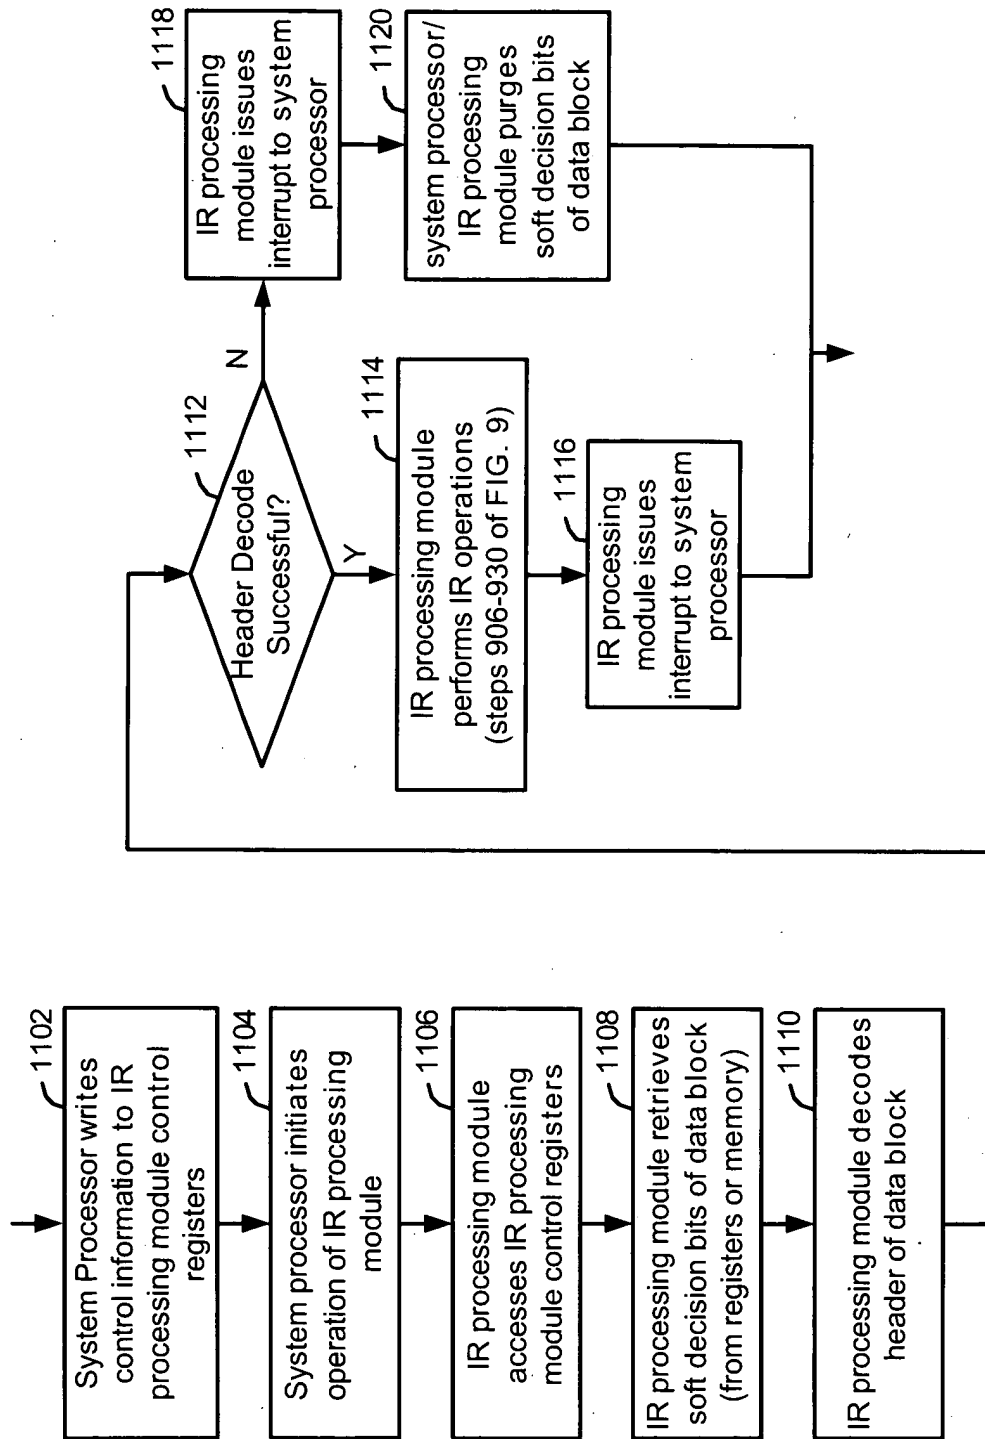 1102
System Processor writes
control information to IR
processing module control
registers
1104
System processor initiates
operation of IR processing
module
1106
IR processing module
accesses IR processing
module control registers
1108
IR processing module retrieves
soft decision bits of data block
(from registers or memory)
1110
IR processing module decodes
header of data block
1112
Header Decode
Successful?
N
Y
1114
IR processing module
performs IR operations
(steps 906-930 of FIG. 9)
1116
IR processing
module issues
interrupt to system
processor
1118
IR processing
module issues
interrupt to system
processor
1120
system processor/
IR processing
module purges
soft decision bits
of data block